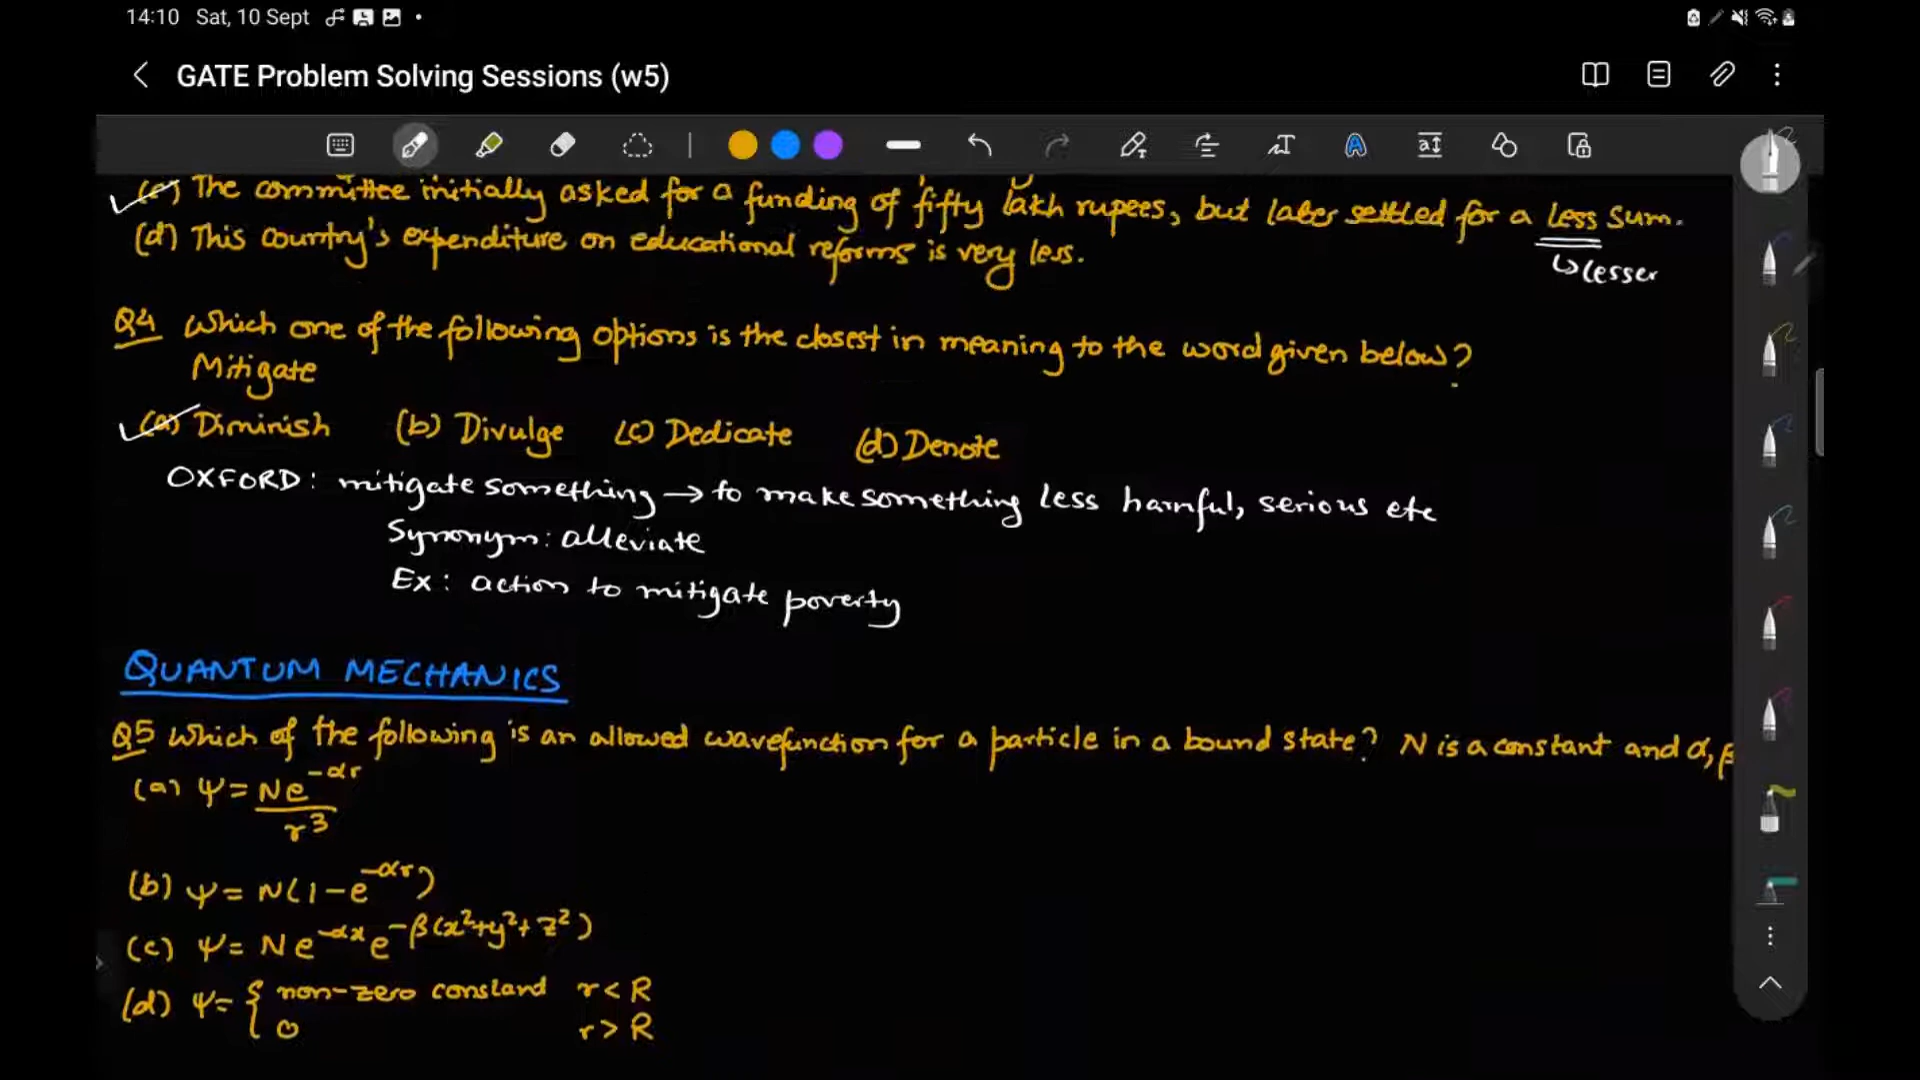 14:10 Sat, 10 Sept
GATE Problem Solving Sessions (w5)
(c) The committee initially asked for a funding of fifty lakh rupees, but later settled for a less sum.
↳lesser
(d) This country's expenditure on educational reforms is very less.
Q4 Which one of the following options is the closest in meaning to the word given below?
Mitigate
(a) Diminish (b) Divulge (c) Dedicate (d) Denote
OXFORD: mitigate something → to make something less harmful, serious etc
Synonym: alleviate
Ex: action to mitigate poverty
QUANTUM MECHANICS
Q5 Which of the following is an allowed wavefunction for a particle in a bound state? N is a constant and α, β
(a) Ψ = Ne^{-αr}/r³
(b) Ψ = N(1-e^{-αr})
(c) Ψ = Ne^{-αx}e^{-β(x²+y²+z²)}
(d) Ψ = { non-zero constand r < R
0 r > R